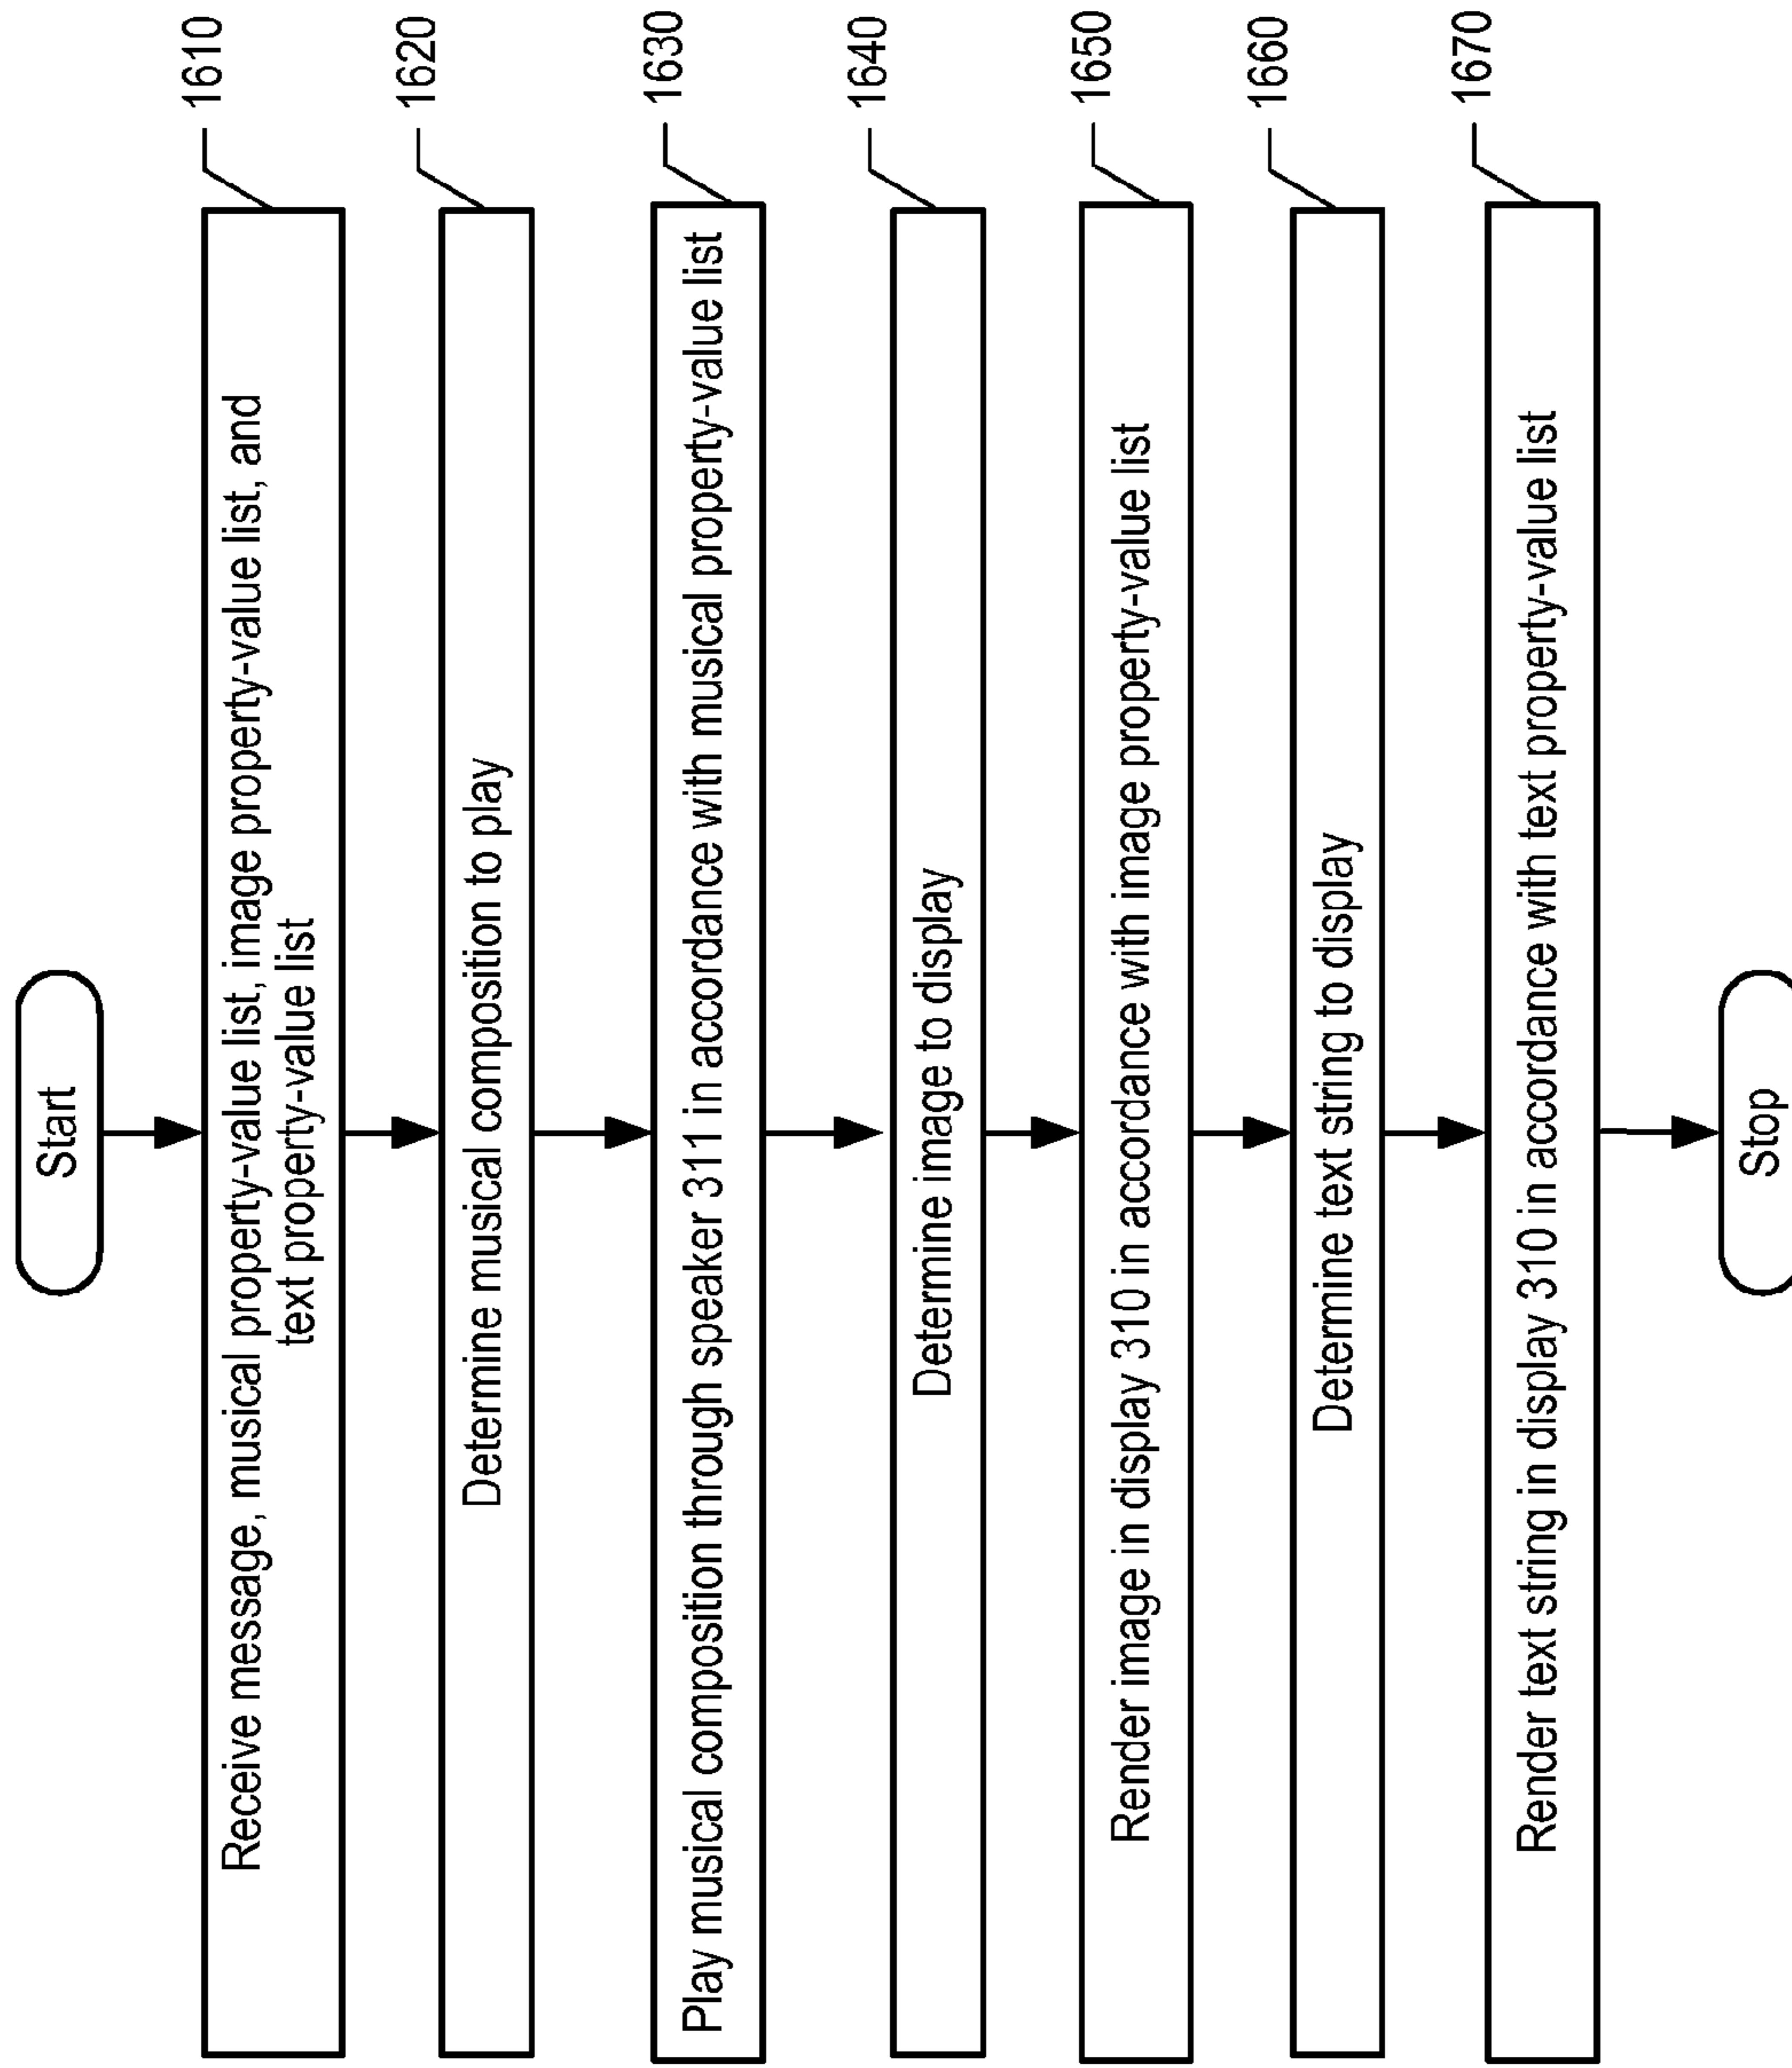 Start
Receive message, musical property-value list, image property-value list, and
text property-value list
1610
Determine musical composition to play
1620
Play musical composition through speaker 311 in accordance with musical property-value list
1630
Determine image to display
1640
Render image in display 310 in accordance with image property-value list
1650
Determine text string to display
1660
Render text string in display 310 in accordance with text property-value list
1670
Stop